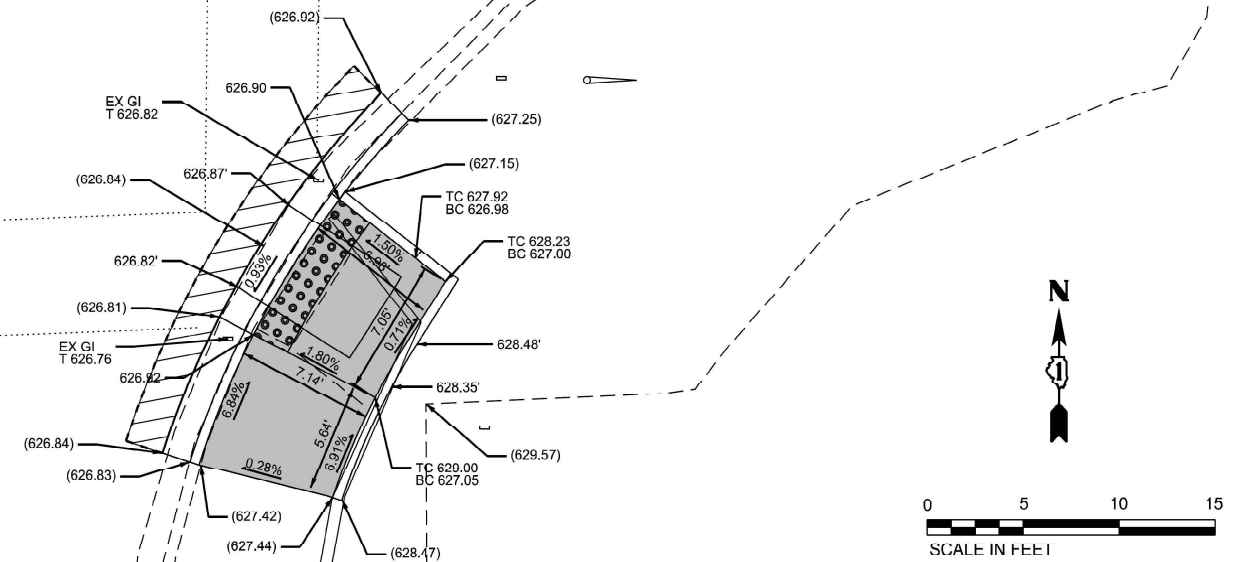 (626.92)
626.90
EX GI
T 626.82
(627.25)
(627.15)
626.87'
(626.84)
TC 627.92
BC 626.98
1.50%
6.98'
TC 628.23
BC 627.00
626.82'
0.93%
(626.81)
7.05'
0.71%
EX GI
T 626.76
628.48'
1.80%
626.92
7.14'
628.35'
6.84%
5.64'
6.91%
(626.84)
(629.57)
0.28%
TC 629.00
BC 627.05
(626.83)
(627.42)
(627.44)
(628.47)
N
1
0 5 10 15
SCALE IN FEET